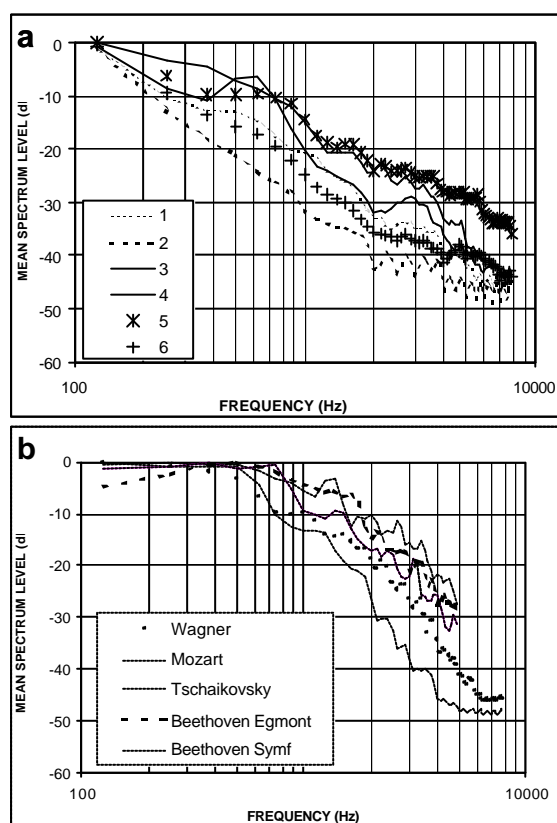 a
0
-10
-20
-30
-40
-50
-60
MEAN SPECTRUM LEVEL (dl
1
2
3
4
5
6
100
10000
FREQUENCY (Hz)
b
0
-10
-20
-30
-40
-50
-60
MEAN SPECTRUM LEVEL (dl
Wagner
Mozart
Tschaikovsky
Beethoven Egmont
Beethoven Symf
100
10000
FREQUENCY (Hz)